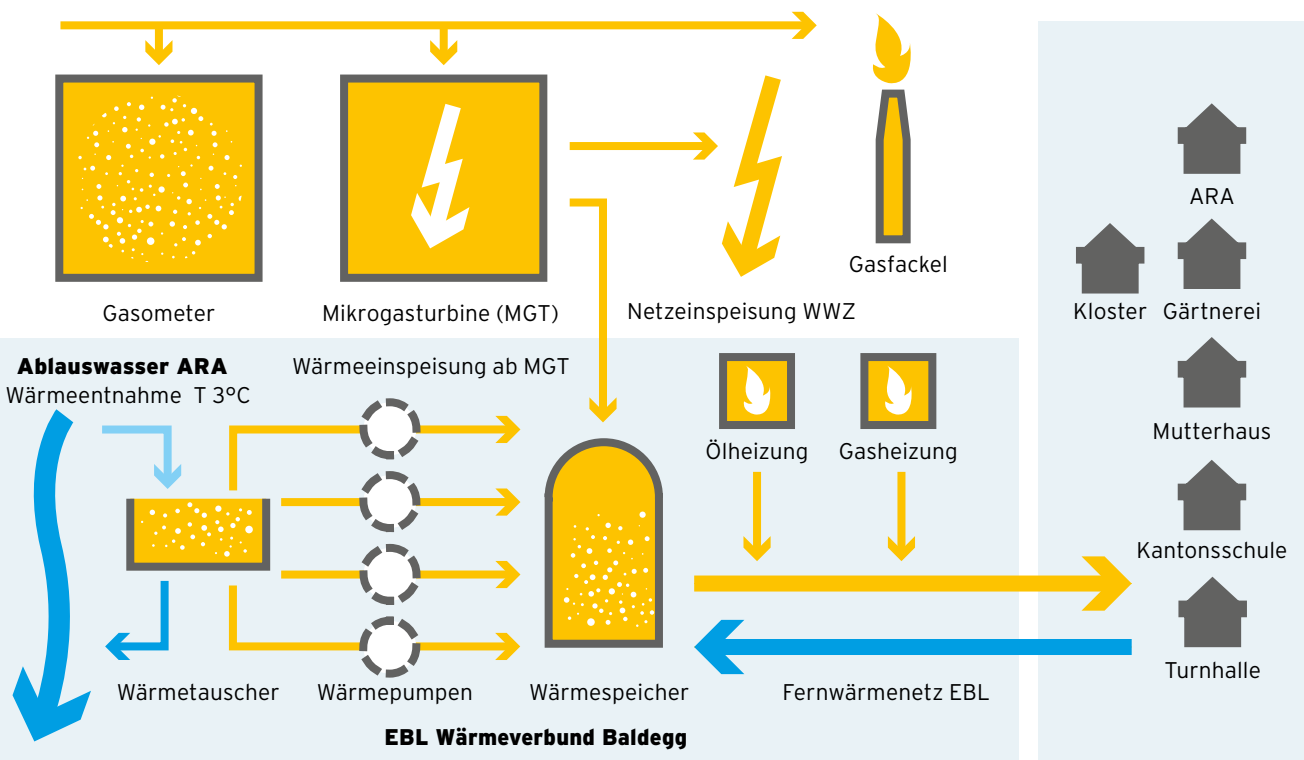 ARA
Gasfackel
Kloster Gärtnerei
Gasometer
Mikrogasturbine (MGT)
Netzeinspeisung WWZ
Ablauswasser ARA
Wärmeentnahme T 3°C
Wärmeeinspeisung ab MGT
Ölheizung
Gasheizung
Mutterhaus
Kantonsschule
Turnhalle
Wärmetauscher
Wärmepumpen
Wärmespeicher
Fernwärmenetz EBL
EBL Wärmeverbund Baldegg